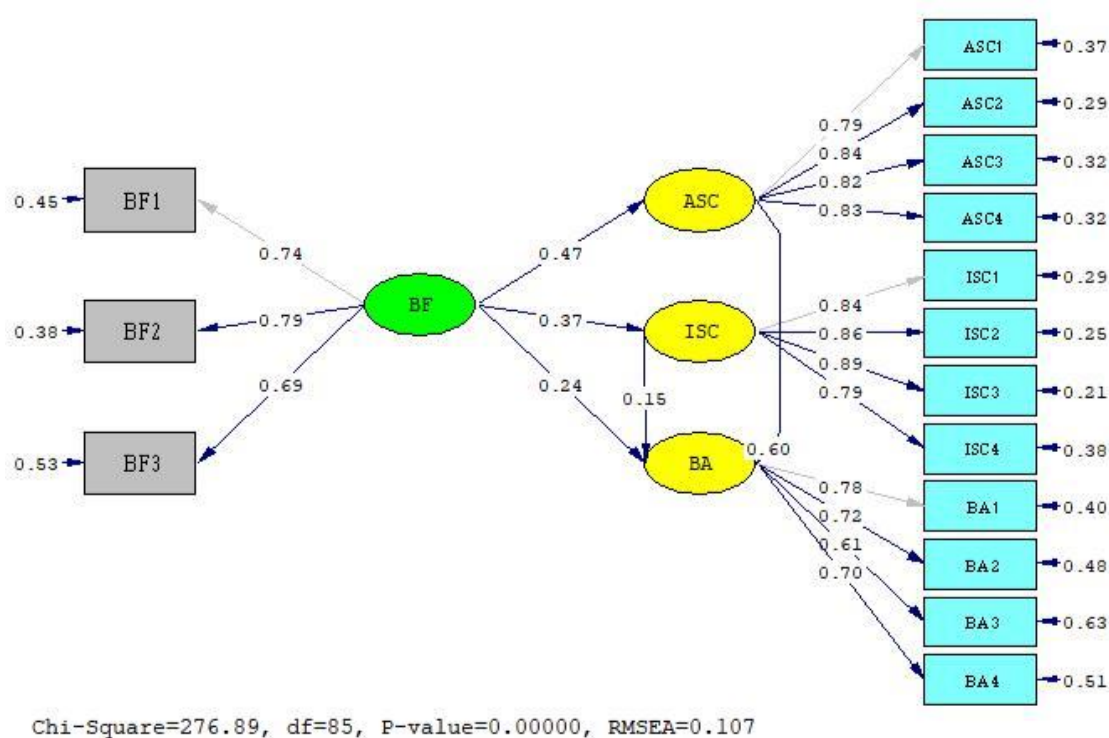 ASC1
0.37
ASC2
0.29
0.79
0.84
ASC3
0.32
0.45
BF1
ASC
0.82
0.83
ASC4
0.32
0.74
0.47
ISC1
0.29
BF
0.38
BF2
0.79
0.37
ISC
0.84
0.86
ISC2
0.25
0.69
0.24
0.15
0.89
0.79
ISC3
0.21
0.53
BF3
BA
0.60
ISC4
0.38
0.78
BA1
0.40
0.72
0.61
0.70
BA2
0.48
BA3
0.63
BA4
0.51
Chi-Square=276.89, df=85, P-value=0.00000, RMSEA=0.107